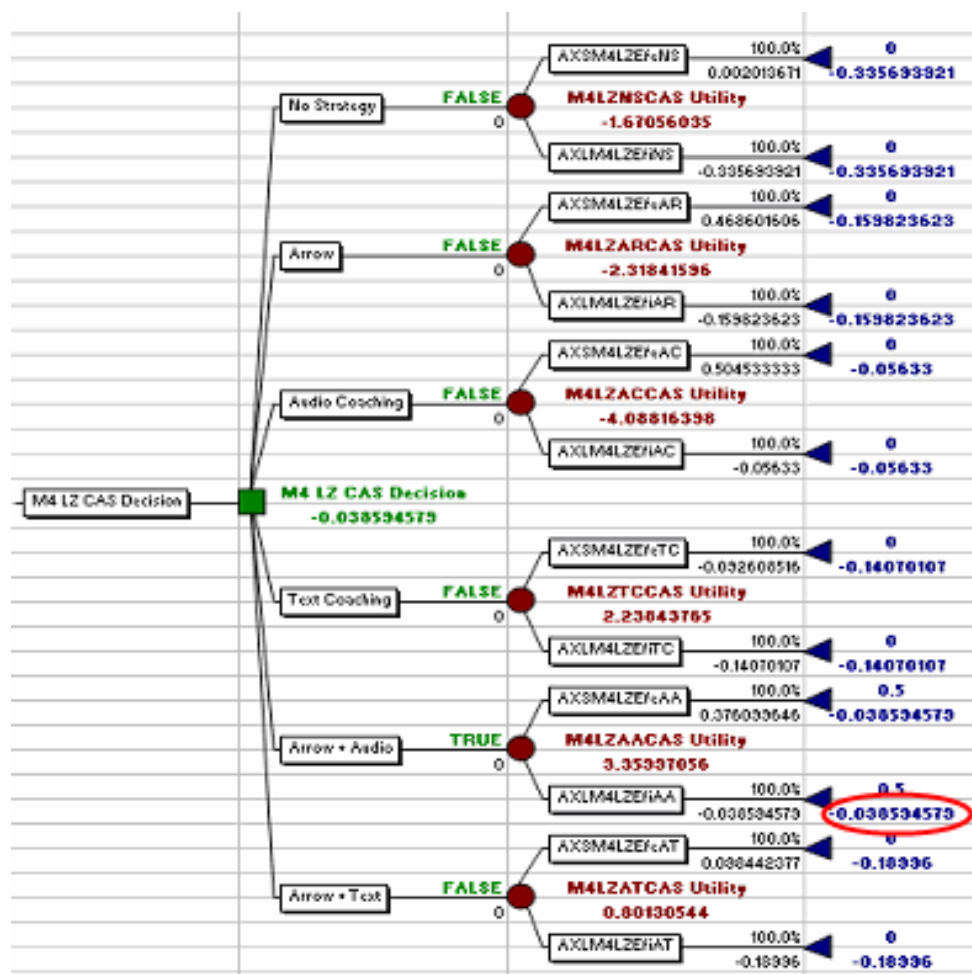 AXSM4LZEfcNS 100.0% 0
0.002013671 -0.335693921
No Strategy FALSE M4LZNSCAS Utility
0 -1.67056035
AXLM4LZEfiNS 100.0% 0
-0.335693921 -0.335693921
AXSM4LZEfcAR 100.0% 0
0.468601606 -0.159823623
Arrow FALSE M4LZARCAS Utility
0 -2.31841596
AXLM4LZEfiAR 100.0% 0
-0.159823623 -0.159823623
AXSM4LZEfcAC 100.0% 0
0.504533333 -0.05633
Audio Coaching FALSE M4LZACCAS Utility
0 -4.08816398
AXLM4LZEfiAC 100.0% 0
-0.05633 -0.05633
M4 LZ CAS Decision M4 LZ CAS Decision
-0.038594579
AXSM4LZEfcTC 100.0% 0
-0.092608516 -0.14070107
Text Coaching FALSE M4LZTCCAS Utility
0 2.23843765
AXLM4LZEfiTC 100.0% 0
-0.14070107 -0.14070107
AXSM4LZEfcAA 100.0% 0.5
0.376099646 -0.038594579
Arrow + Audio TRUE M4LZAACAS Utility
0 3.35997056
AXLM4LZEfiAA 100.0% 0.5
-0.038594579 -0.038594579
AXSM4LZEfcAT 100.0% 0
0.098442377 -0.18996
Arrow + Text FALSE M4LZATCAS Utility
0 0.80130544
AXLM4LZEfiAT 100.0% 0
-0.18996 -0.18996